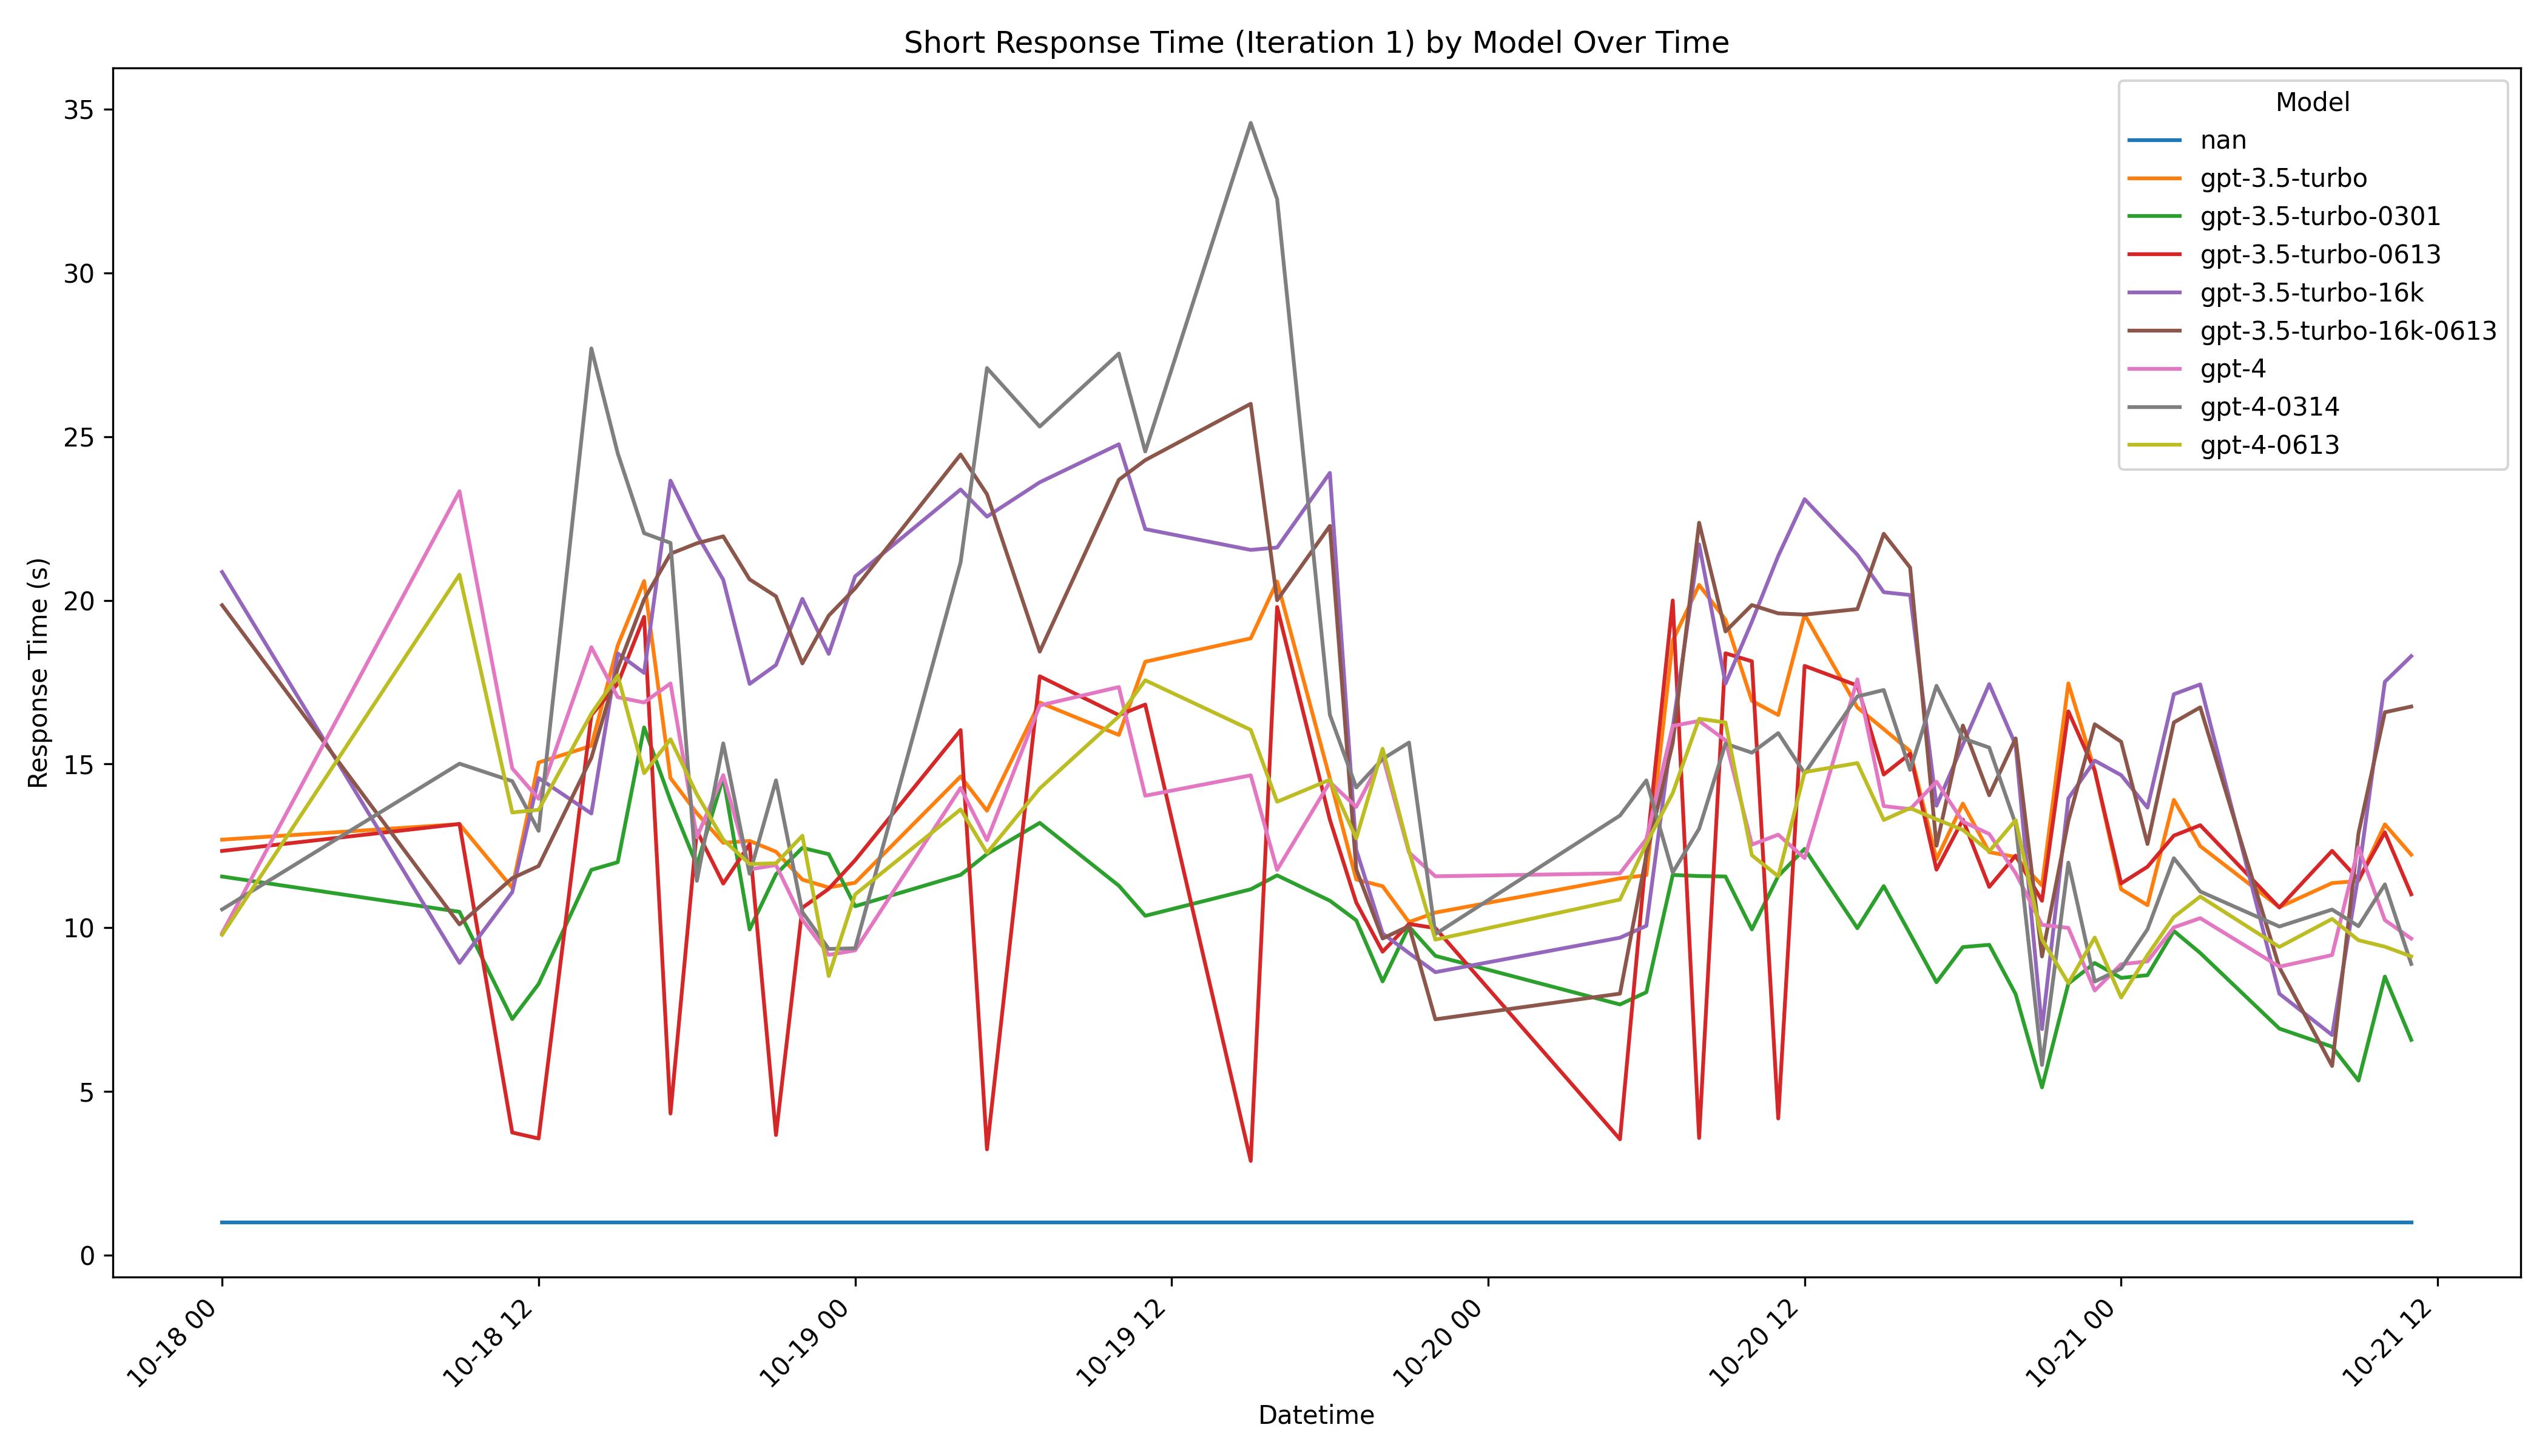 Short Response Time (Iteration 1) by Model Over Time
Model
nan
gpt-3.5-turbo
gpt-3.5-turbo-0301
gpt-3.5-turbo-0613
gpt-3.5-turbo-16k
gpt-3.5-turbo-16k-0613
gpt-4
gpt-4-0314
gpt-4-0613
Response Time (s)
35
30
25
20
15
10
5
0
10-18 00
10-18 12
10-19 00
10-19 12
10-20 00
10-20 12
10-21 00
10-21 12
Datetime